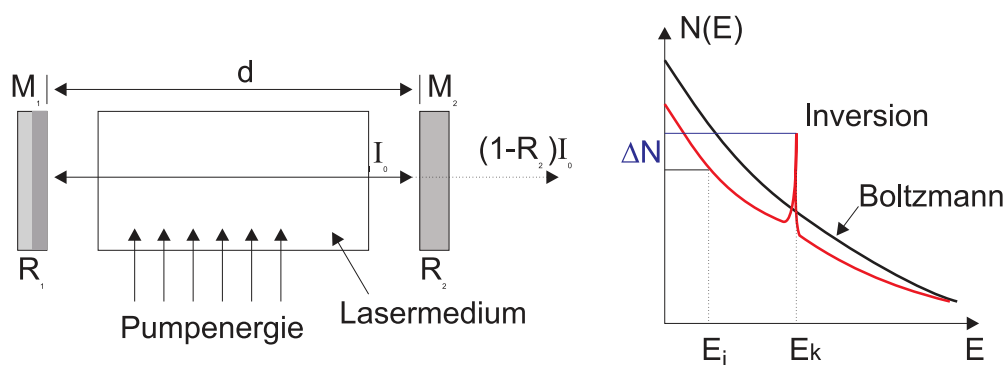 d
M₁
M₂
I₀
(1-R₂)I₀
R₁
R₂
Pumpenergie
Lasermedium
N(E)
Inversion
ΔN
Boltzmann
Eᵢ
Eₖ
E